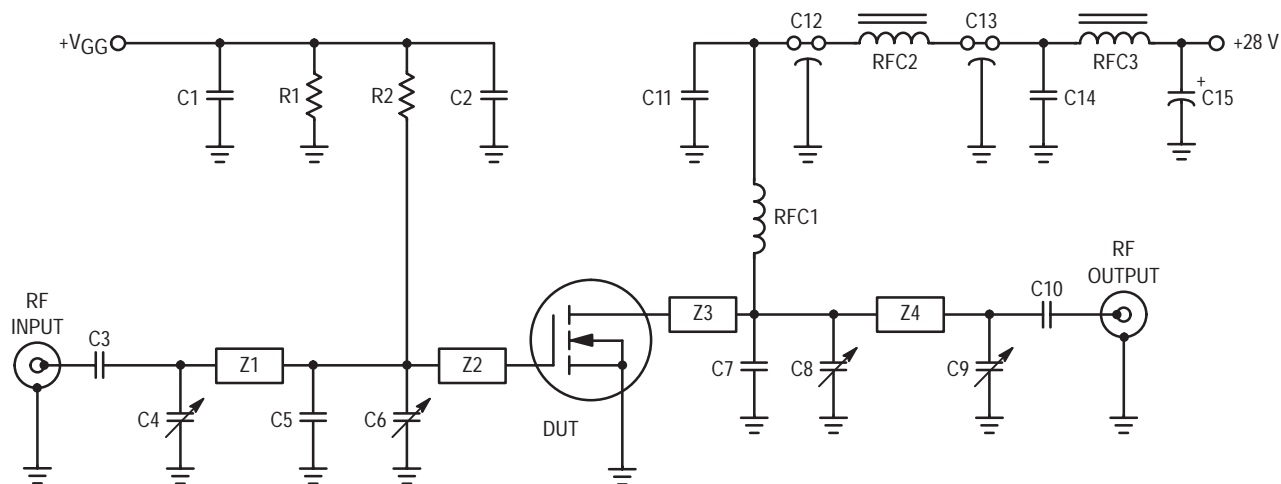 C12
C13
+VGG
+28 V
RFC2
RFC3
C1
R1
R2
C2
C11
C14
+
C15
RFC1
RF
INPUT
RF
OUTPUT
C3
C10
Z1
Z2
Z3
Z4
C4
C5
C6
DUT
C7
C8
C9